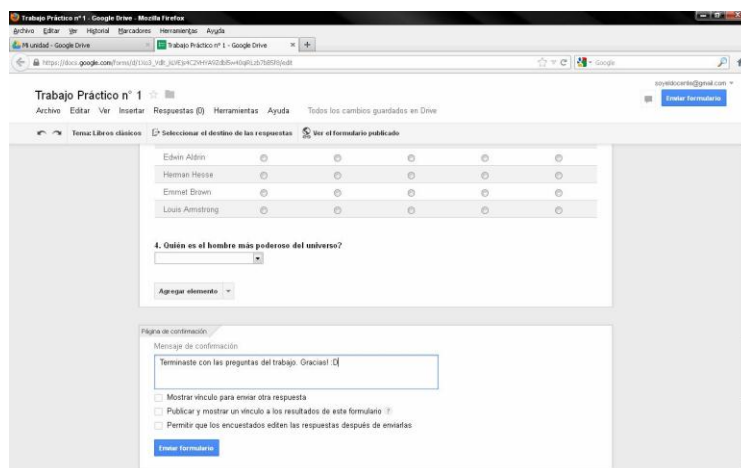 Trabajo Práctico n° 1 - Google Drive - Mozilla Firefox
Archivo Editar Ver Historial Marcadores Herramientas Ayuda
Mi unidad - Google Drive
Trabajo Práctico n° 1 - Google Drive
Google
soyeldocente@gmail.com
Trabajo Práctico n° 1
Enviar formulario
Archivo Editar Ver Insertar Respuestas (0) Herramientas Ayuda Todos los cambios guardados en Drive
Tema: Libros clásicos Seleccionar el destino de las respuestas Ver el formulario publicado
Edwin Aldrin
Herman Hesse
Emmet Brown
Louis Armstrong
4. Quién es el hombre más poderoso del universo?
Agregar elemento
Página de confirmación
Mensaje de confirmación
Terminaste con las preguntas del trabajo. Gracias! :D
Mostrar vínculo para enviar otra respuesta
Publicar y mostrar un vínculo a los resultados de este formulario ?
Permitir que los encuestados editen las respuestas después de enviarlas
Enviar formulario